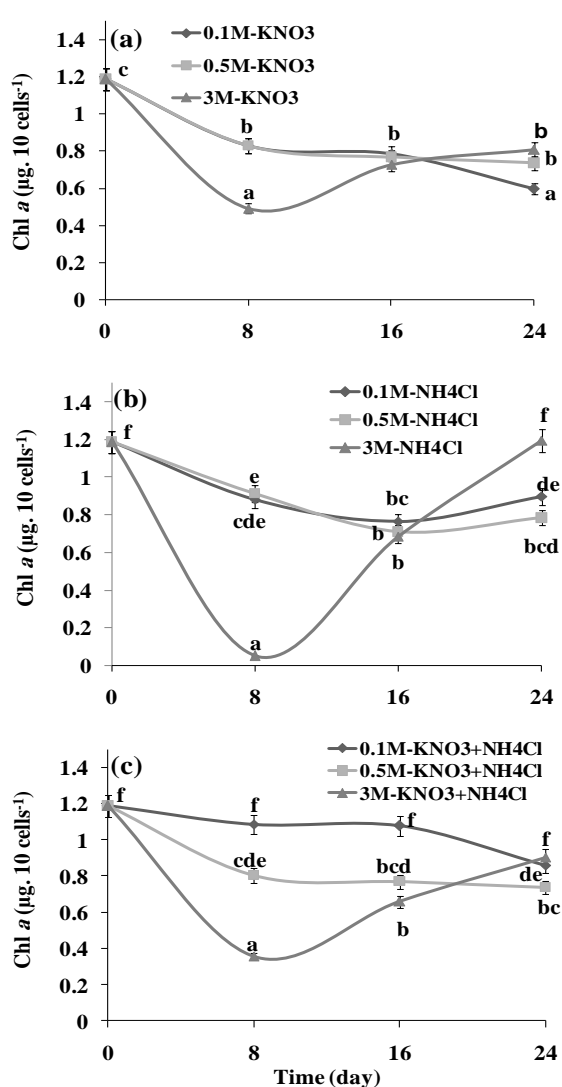 (a)
0.1M-KNO3
0.5M-KNO3
3M-KNO3
Chl a (µg. 10 cells-1)
1.4
1.2
1
0.8
0.6
0.4
0.2
0
c
b
b
b
b
a
a
0 8 16 24
(b)
0.1M-NH4Cl
0.5M-NH4Cl
3M-NH4Cl
Chl a (µg. 10 cells-1)
1.4
1.2
1
0.8
0.6
0.4
0.2
0
f
f
e
de
bc
cde
b
b
bcd
a
0 8 16 24
(c)
0.1M-KNO3+NH4Cl
0.5M-KNO3+NH4Cl
3M-KNO3+NH4Cl
Chl a (µg. 10 cells-1)
1.4
1.2
1
0.8
0.6
0.4
0.2
0
f
f
f
f
cde
bcd
de
bc
b
a
0 8 16 24
Time (day)